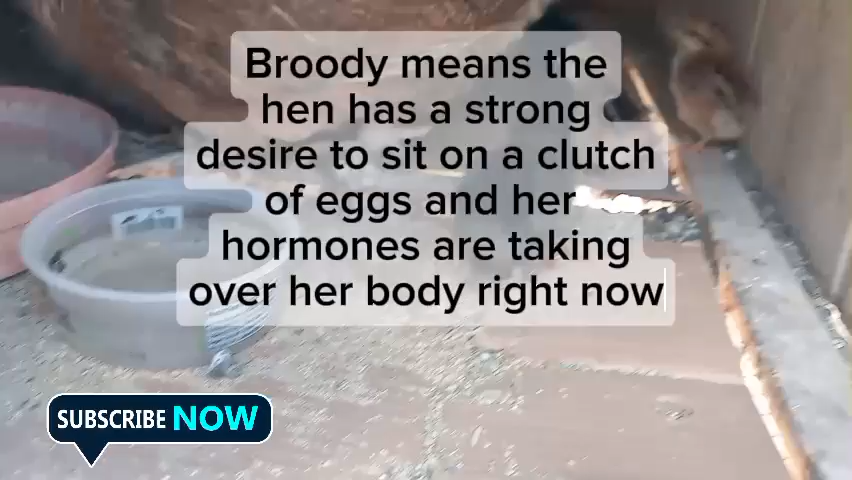 Broody means the
hen has a strong
desire to sit on a clutch
of eggs and her
hormones are taking
over her body right now
SUBSCRIBE NOW